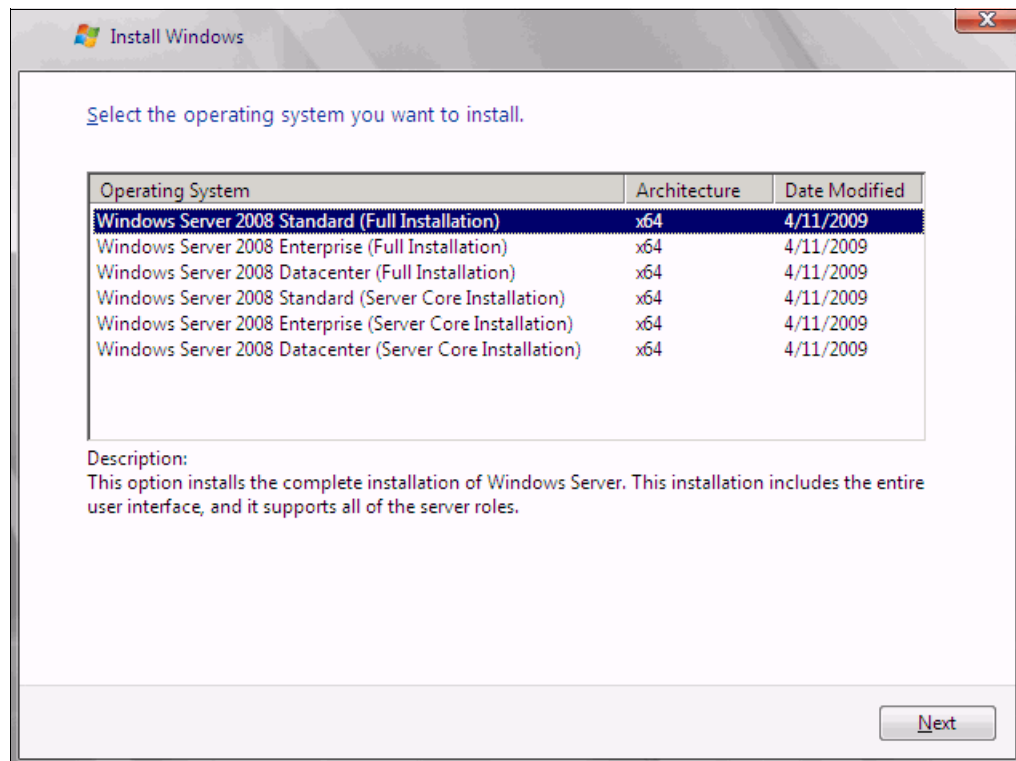 Install Windows
Select the operating system you want to install.
Operating System Architecture Date Modified
Windows Server 2008 Standard (Full Installation) x64 4/11/2009
Windows Server 2008 Enterprise (Full Installation) x64 4/11/2009
Windows Server 2008 Datacenter (Full Installation) x64 4/11/2009
Windows Server 2008 Standard (Server Core Installation) x64 4/11/2009
Windows Server 2008 Enterprise (Server Core Installation) x64 4/11/2009
Windows Server 2008 Datacenter (Server Core Installation) x64 4/11/2009
Description:
This option installs the complete installation of Windows Server. This installation includes the entire
user interface, and it supports all of the server roles.
Next